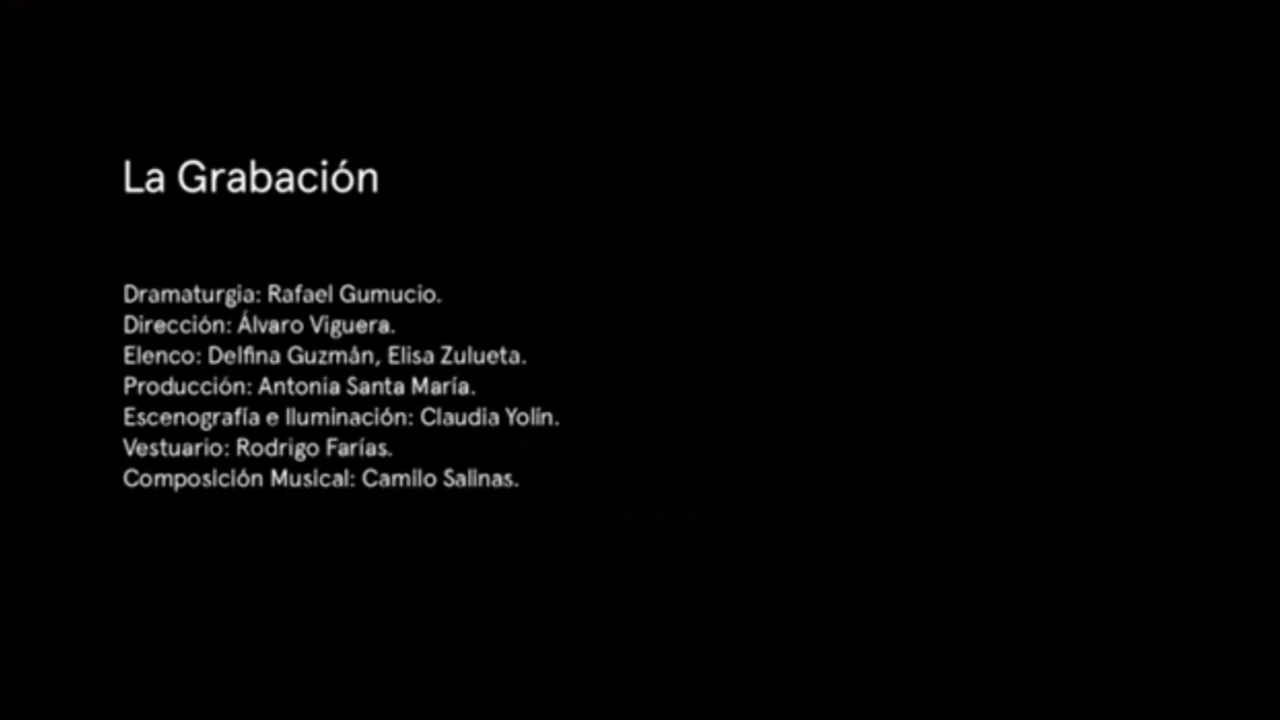 La Grabación
Dramaturgia: Rafael Gumucio.
Dirección: Álvaro Viguera.
Elenco: Delfina Guzmán, Elisa Zulueta.
Producción: Antonia Santa María.
Escenografía e Iluminación: Claudia Yolín.
Vestuario: Rodrigo Farías.
Composición Musical: Camilo Salinas.